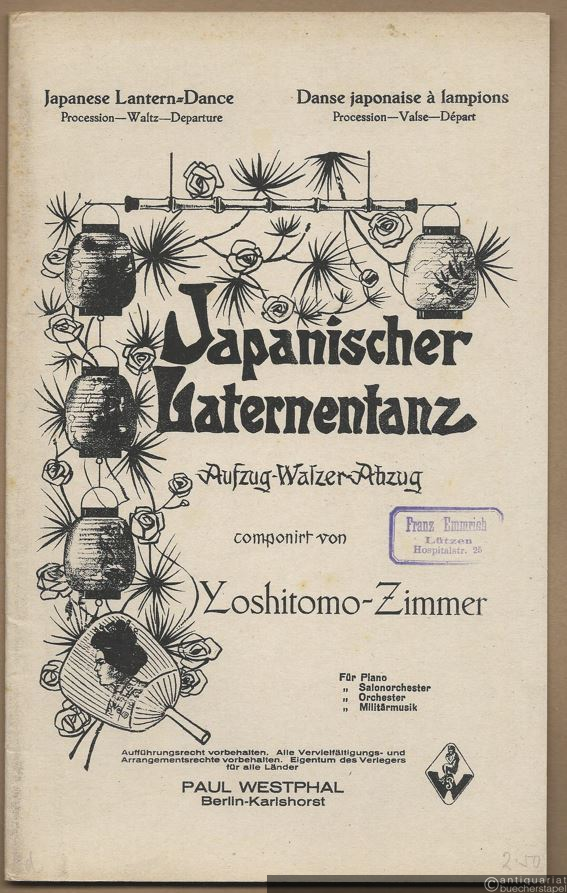 Japanese Lantern-Dance
Procession—Waltz—Departure
Danse japonaise à lampions
Procession—Valse—Départ
Japanischer
Laternentanz
Aufzug-Walzer-Abzug
componirt von
Yoshitomo-Zimmer
Franz Emmrich
Lützen
Hospitalstr. 25
Für Piano
„ Salonorchester
„ Orchester
„ Militärmusik
Aufführungsrecht vorbehalten. Alle Vervielfältigungs- und
Arrangementsrechte vorbehalten. Eigentum des Verlegers
für alle Länder
PAUL WESTPHAL
Berlin-Karlshorst
W
2.50
antiquariat
buecherstapel